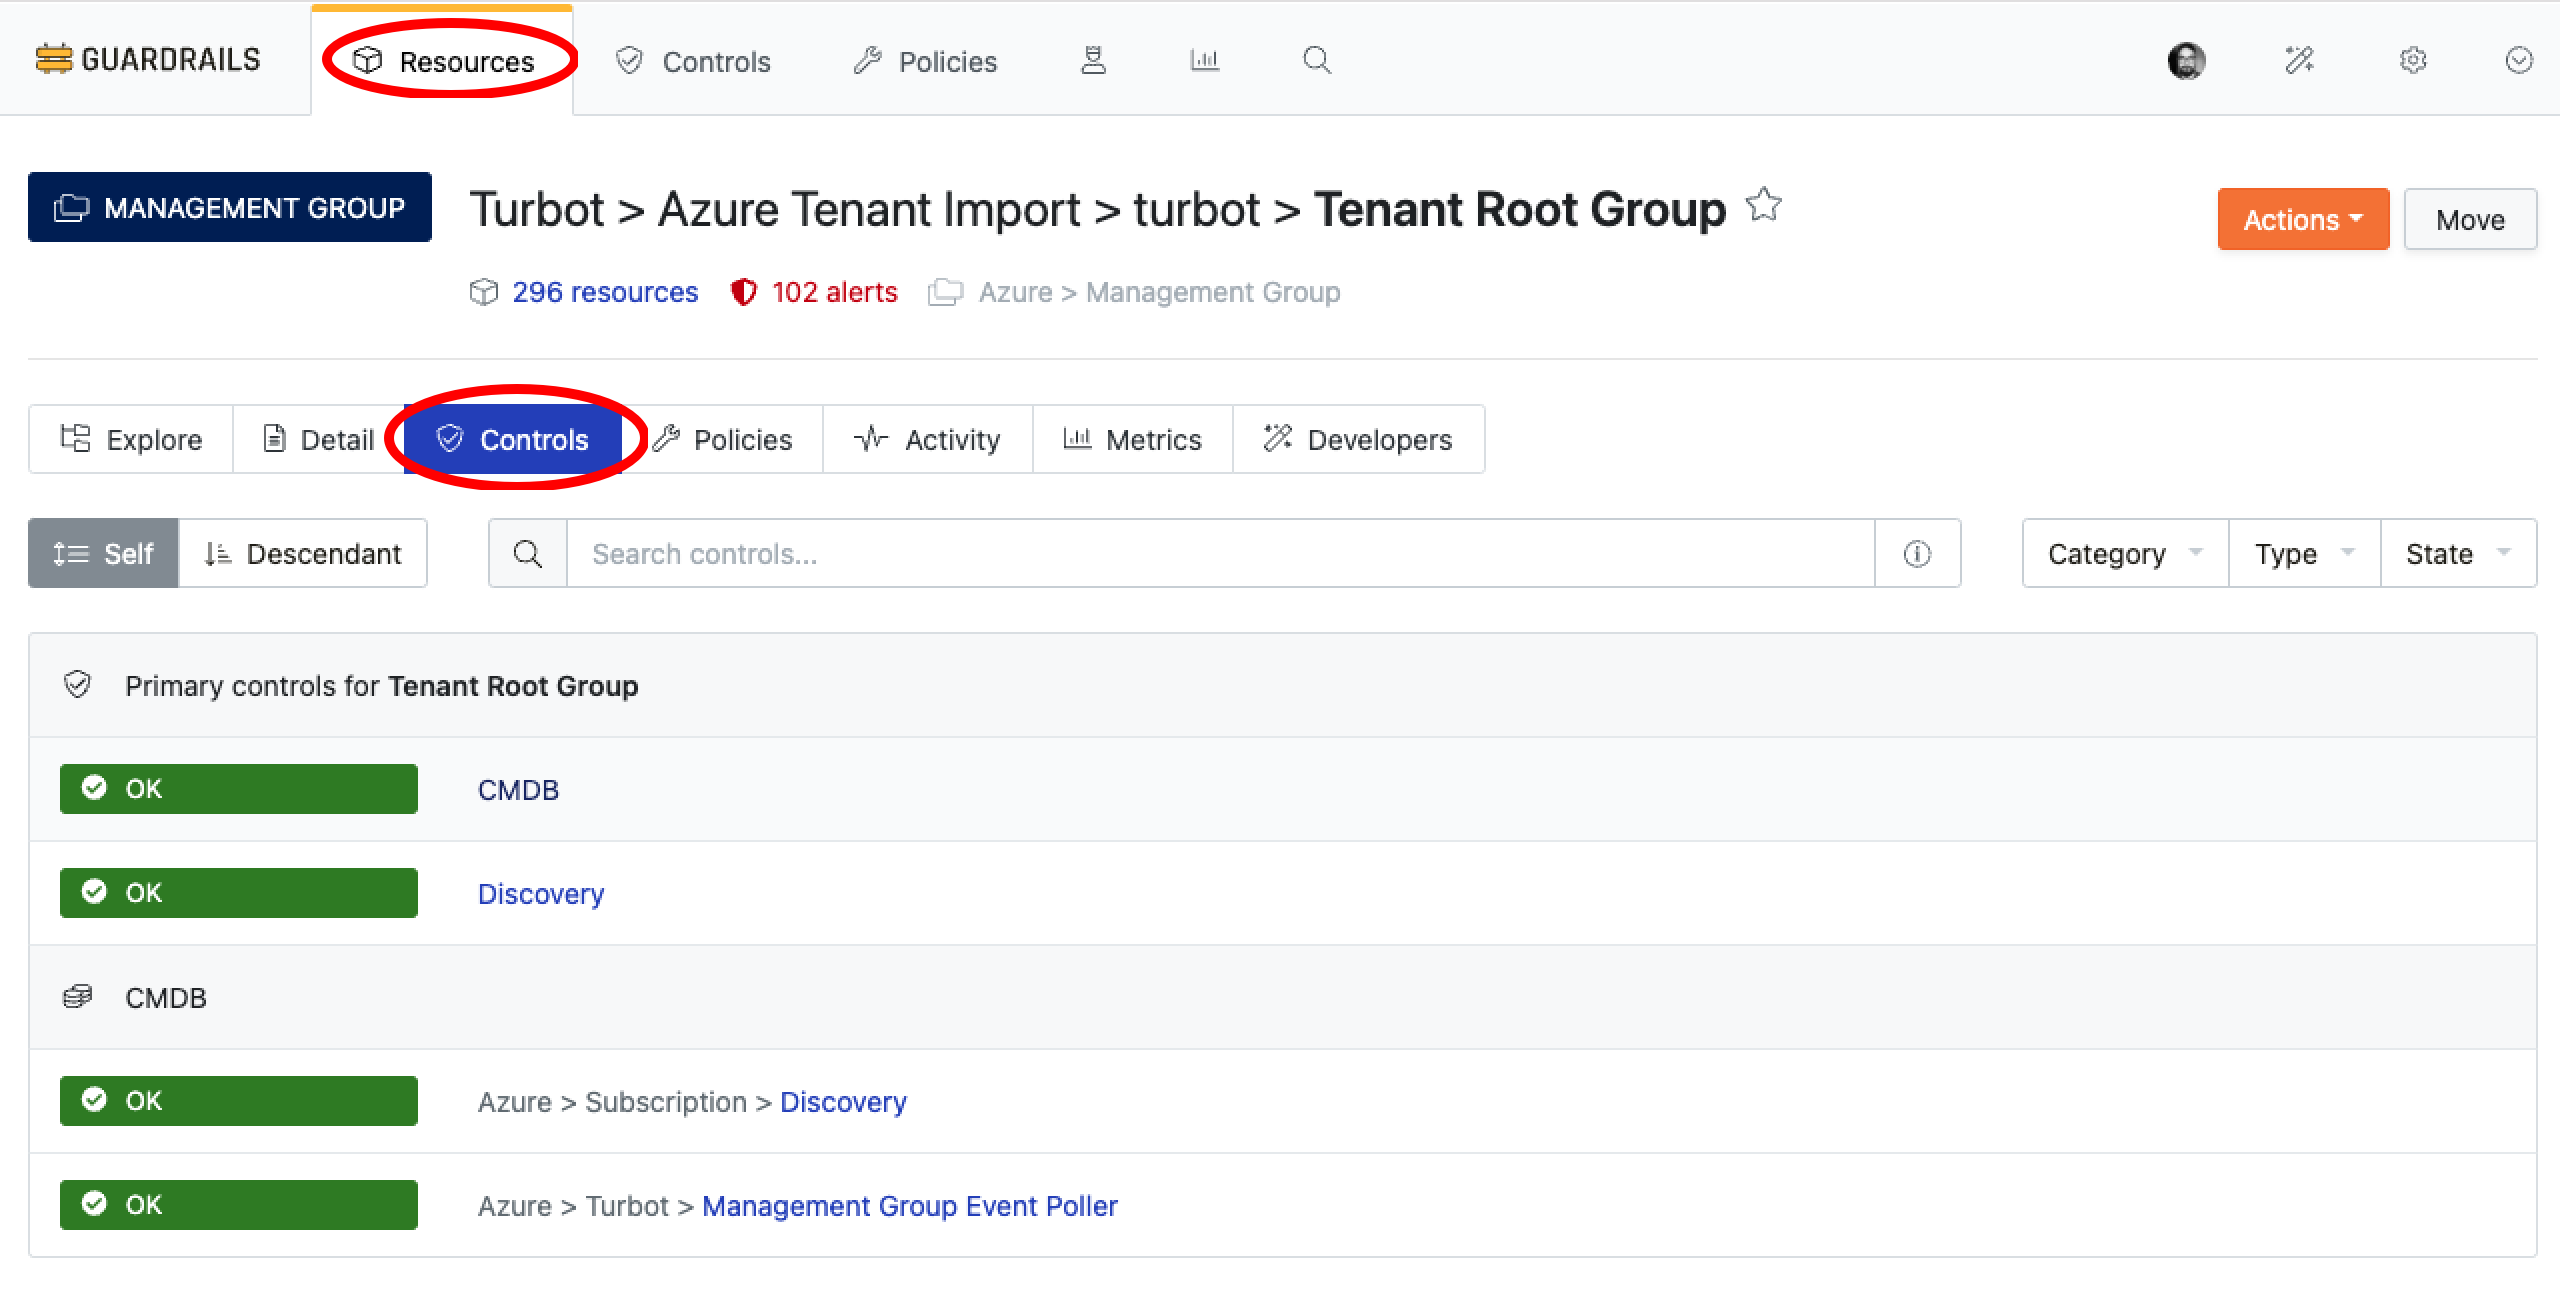 GUARDRAILS Resources Controls Policies
MANAGEMENT GROUP Turbot > Azure Tenant Import > turbot > Tenant Root Group Actions Move
296 resources 102 alerts Azure > Management Group
Explore Detail Controls Policies Activity Metrics Developers
Self Descendant Search controls... Category Type State
Primary controls for Tenant Root Group
OK CMDB
OK Discovery
CMDB
OK Azure > Subscription > Discovery
OK Azure > Turbot > Management Group Event Poller